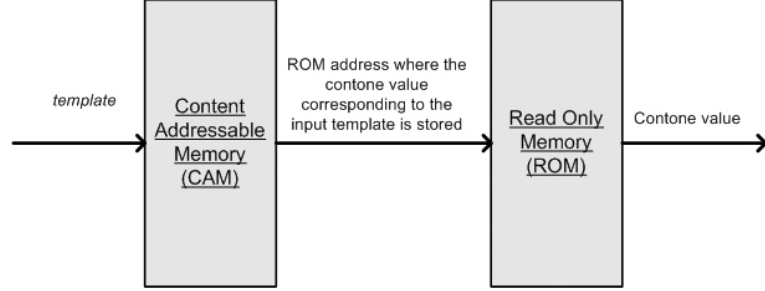 template
Content
Addressable
Memory
(CAM)
ROM address where the
contone value
corresponding to the
input template is stored
Read Only
Memory
(ROM)
Contone value